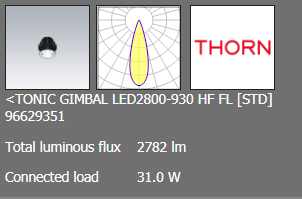 THORN
<TONIC GIMBAL LED2800-930 HF FL [STD]
96629351
Total luminous flux 2782 lm
Connected load 31.0 W